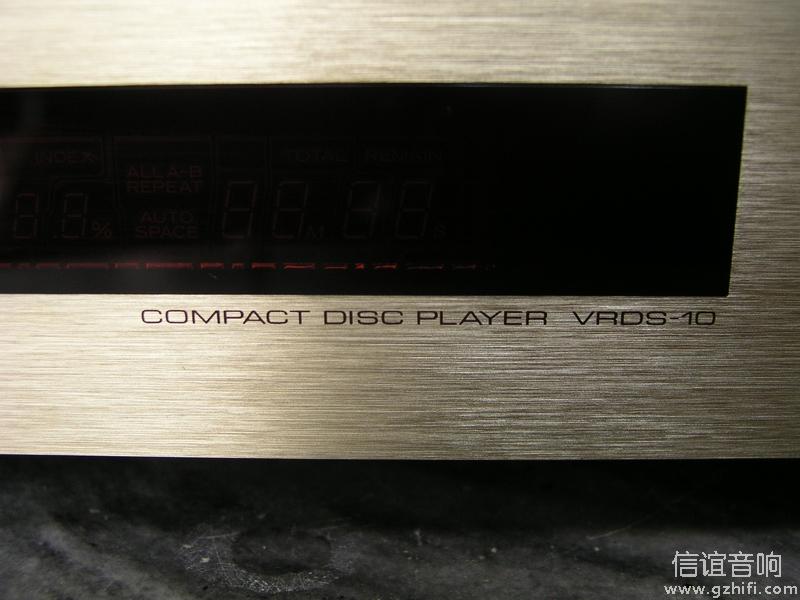 INDEX TOTAL REMAIN
ALL A-B
REPEAT
AUTO
SPACE
% M S
COMPACT DISC PLAYER VRDS-10
信谊音响
www.gzhifi.com